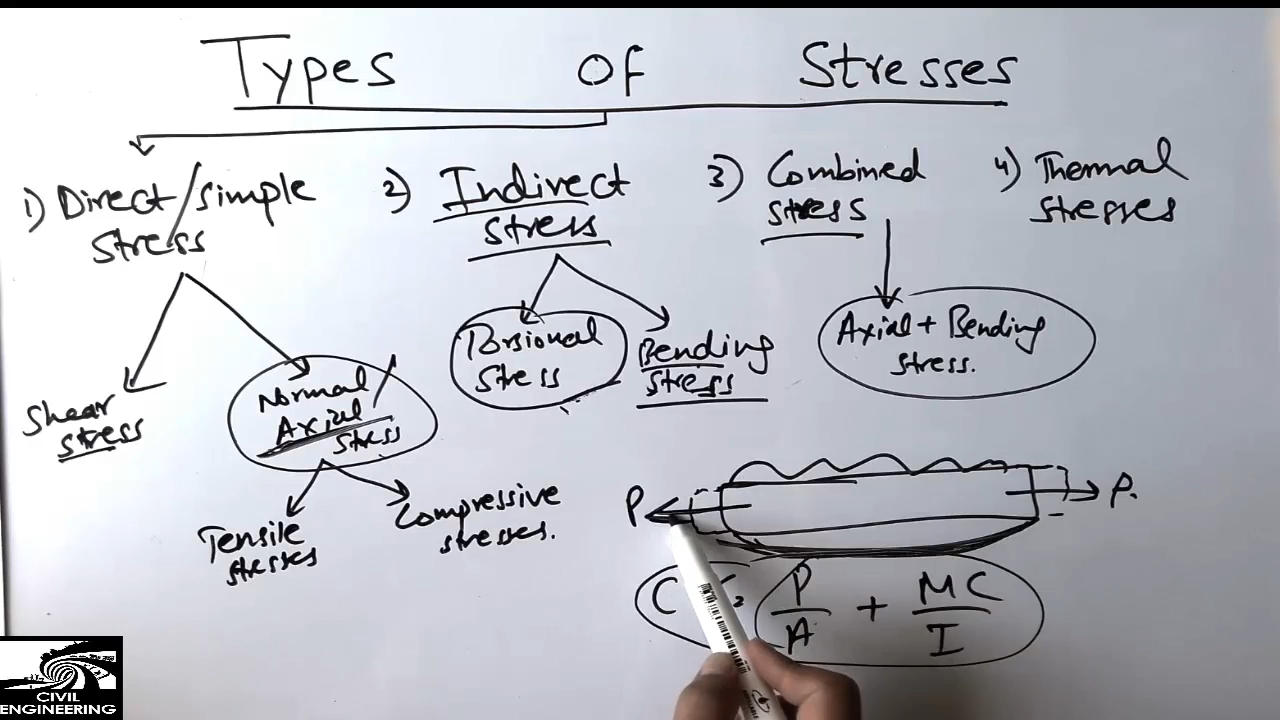 Types Of Stresses
1) Direct/simple
stress
2) Indirect
stress
3) Combined
stress
4) Thermal
stresses
Shear
stress
Normal/
Axial
stress
Tensile
stresses
Compressive
stresses.
Torsional
stress
Bending
stress
Axial + Bending
stress.
P
P.
C
P/A + MC/I
CIVIL
ENGINEERING